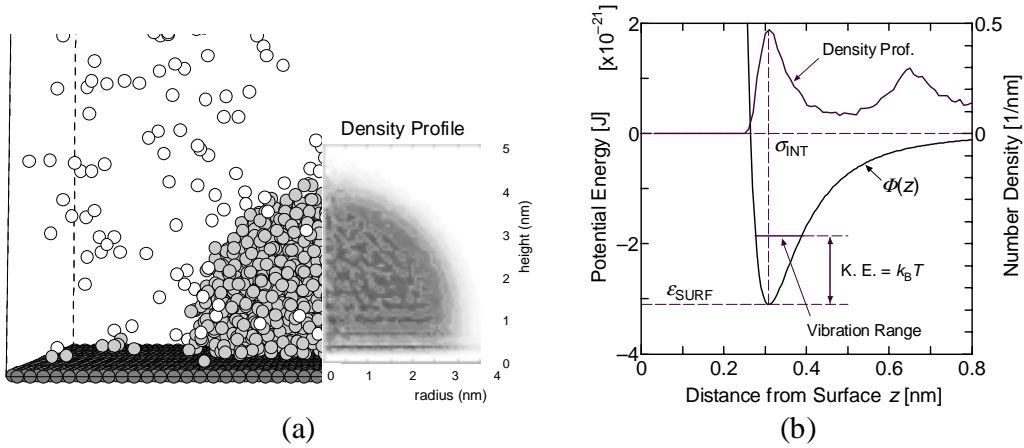 (a)
Density Profile
5
4
3
2
1
0
height (nm)
0 1 2 3 4
radius (nm)
(b)
[x10⁻²¹]
Potential Energy [J]
2
0
−2
−4
0.5
0
Number Density [1/nm]
Density Prof.
σINT
Φ(z)
K. E. = kBT
εSURF
Vibration Range
0 0.2 0.4 0.6 0.8
Distance from Surface z [nm]
(a)
(b)